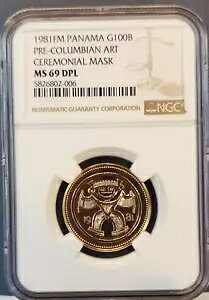 1981FM PANAMA G100B
PRE-COLUMBIAN ART
CEREMONIAL MASK
MS 69 DPL
5826802-006
NUMISMATIC GUARANTY CORPORATION
NGC
19 81